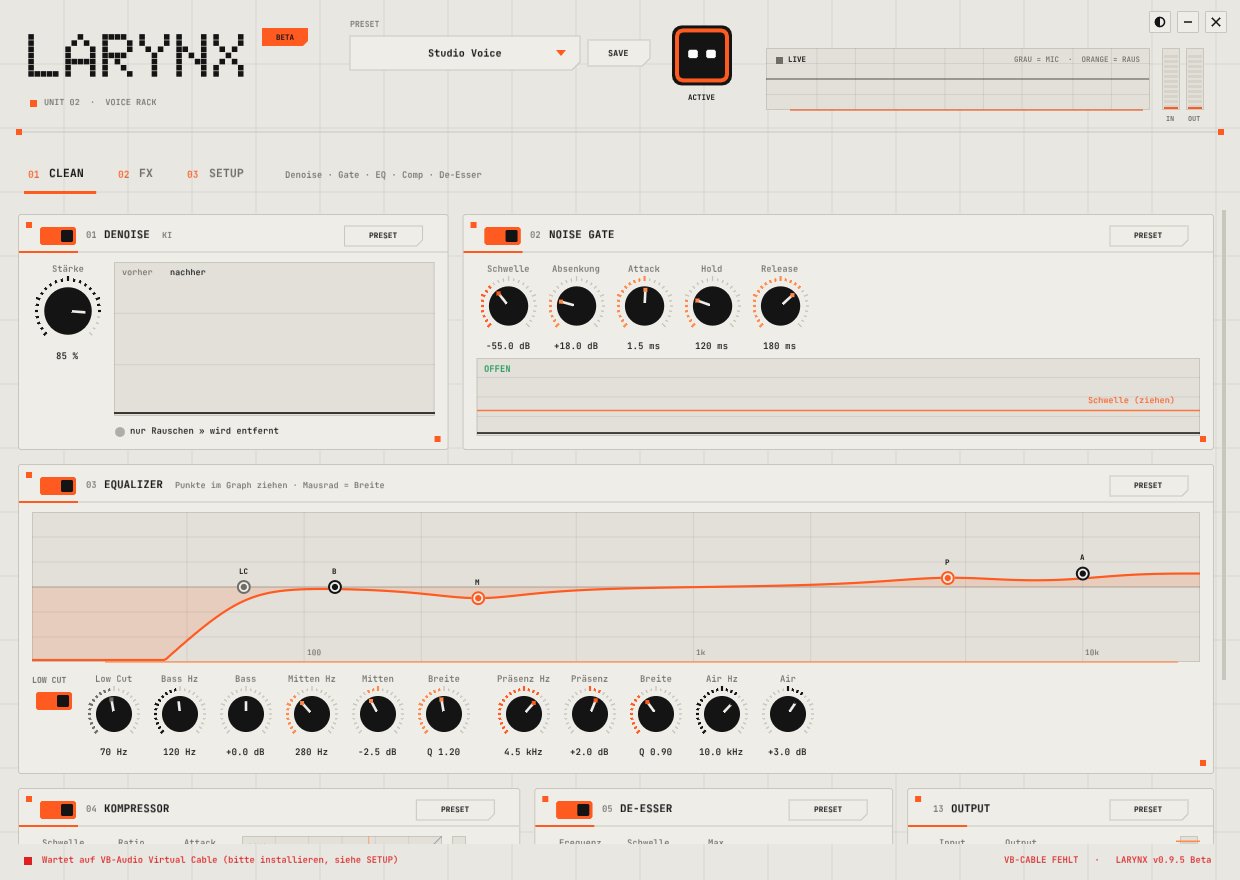 LARYNX BETA
UNIT 02 · VOICE RACK
PRESET
Studio Voice SAVE
ACTIVE
LIVE GRAU = MIC · ORANGE = RAUS
IN OUT
01 CLEAN 02 FX 03 SETUP Denoise · Gate · EQ · Comp · De-Esser
01 DENOISE KI PRESET
Stärke
vorher nachher
85 %
nur Rauschen » wird entfernt
02 NOISE GATE PRESET
Schwelle Absenkung Attack Hold Release
-55.0 dB +18.0 dB 1.5 ms 120 ms 180 ms
OFFEN
Schwelle (ziehen)
03 EQUALIZER Punkte im Graph ziehen · Mausrad = Breite PRESET
LC B M P A
100 1k 10k
LOW CUT Low Cut Bass Hz Bass Mitten Hz Mitten Breite Präsenz Hz Präsenz Breite Air Hz Air
70 Hz 120 Hz +0.0 dB 280 Hz -2.5 dB Q 1.20 4.5 kHz +2.0 dB Q 0.90 10.0 kHz +3.0 dB
04 KOMPRESSOR PRESET
Schwelle Ratio Attack
05 DE-ESSER PRESET
Frequenz Schwelle Max
13 OUTPUT PRESET
Input Output
Wartet auf VB-Audio Virtual Cable (bitte installieren, siehe SETUP)
VB-CABLE FEHLT · LARYNX v0.9.5 Beta